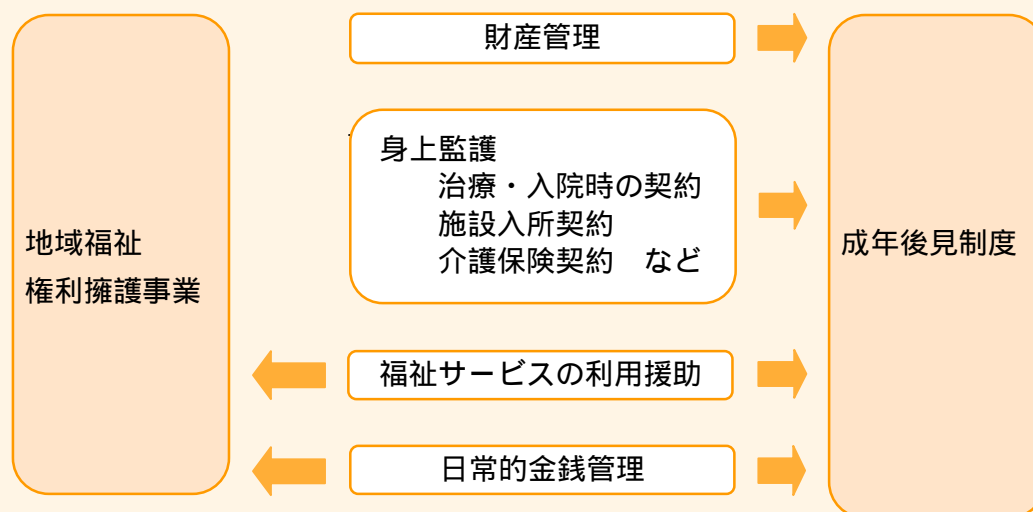 地域福祉
権利擁護事業
財産管理
身上監護
治療・入院時の契約
施設入所契約
介護保険契約　など
福祉サービスの利用援助
日常的金銭管理
成年後見制度